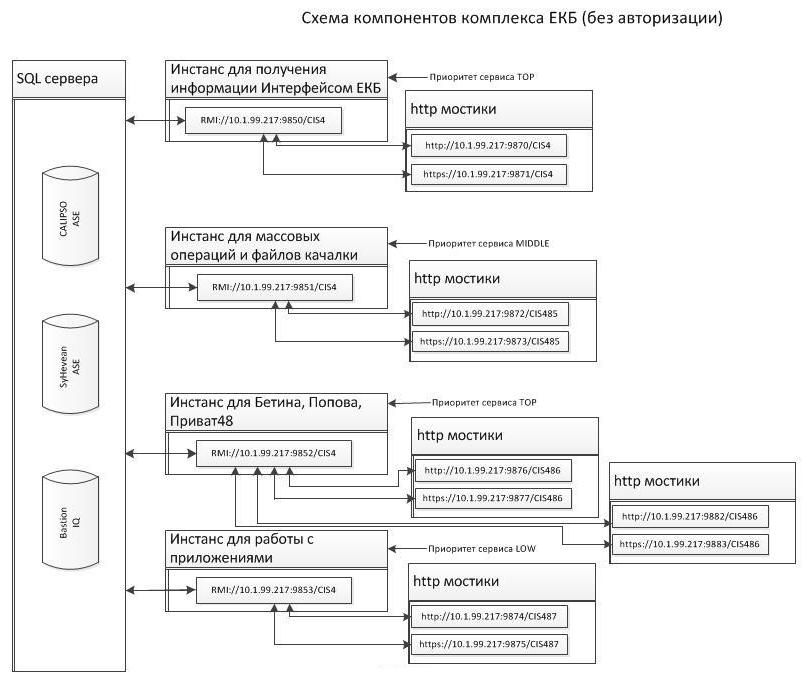 Схема компонентов комплекса ЕКБ (без авторизации)
SQL сервера
CALIPSO
ASE
SyHevean
ASE
Bastion
IQ
Инстанс для получения
информации Интерфейсом ЕКБ
RMI://10.1.99.217:9850/CIS4
Приоритет сервиса TOP
http мостики
http://10.1.99.217:9870/CIS4
https://10.1.99.217:9871/CIS4
Инстанс для массовых
операций и файлов качалки
RMI://10.1.99.217:9851/CIS4
Приоритет сервиса MIDDLE
http мостики
http://10.1.99.217:9872/CIS485
https://10.1.99.217:9873/CIS485
Инстанс для Бетина, Попова,
Приват48
RMI://10.1.99.217:9852/CIS4
Приоритет сервиса TOP
http мостики
http://10.1.99.217:9876/CIS486
https://10.1.99.217:9877/CIS486
http мостики
http://10.1.99.217:9882/CIS486
https://10.1.99.217:9883/CIS486
Инстанс для работы с
приложениями
RMI://10.1.99.217:9853/CIS4
Приоритет сервиса LOW
http мостики
http://10.1.99.217:9874/CIS487
https://10.1.99.217:9875/CIS487